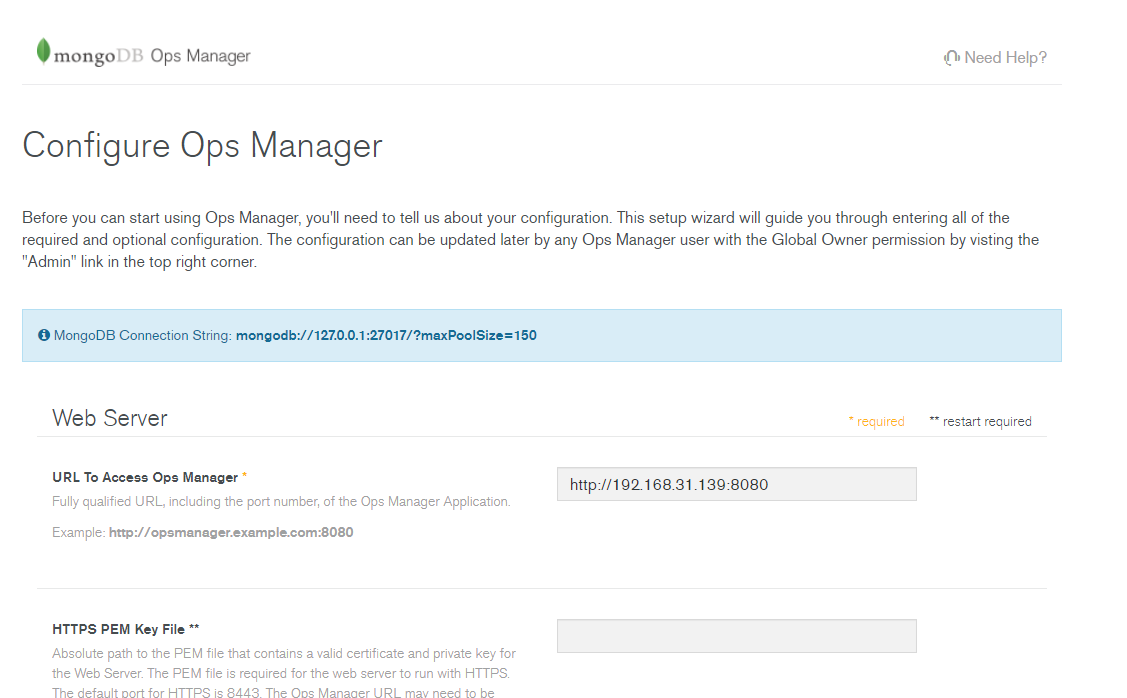 mongoDB Ops Manager
Need Help?
Configure Ops Manager
Before you can start using Ops Manager, you'll need to tell us about your configuration. This setup wizard will guide you through entering all of the
required and optional configuration. The configuration can be updated later by any Ops Manager user with the Global Owner permission by visting the
"Admin" link in the top right corner.
MongoDB Connection String: mongodb://127.0.0.1:27017/?maxPoolSize=150
Web Server
* required ** restart required
URL To Access Ops Manager *
http://192.168.31.139:8080
Fully qualified URL, including the port number, of the Ops Manager Application.
Example: http://opsmanager.example.com:8080
HTTPS PEM Key File **
Absolute path to the PEM file that contains a valid certificate and private key for
the Web Server. The PEM file is required for the web server to run with HTTPS.
The default port for HTTPS is 8443. The Ops Manager URL may need to be